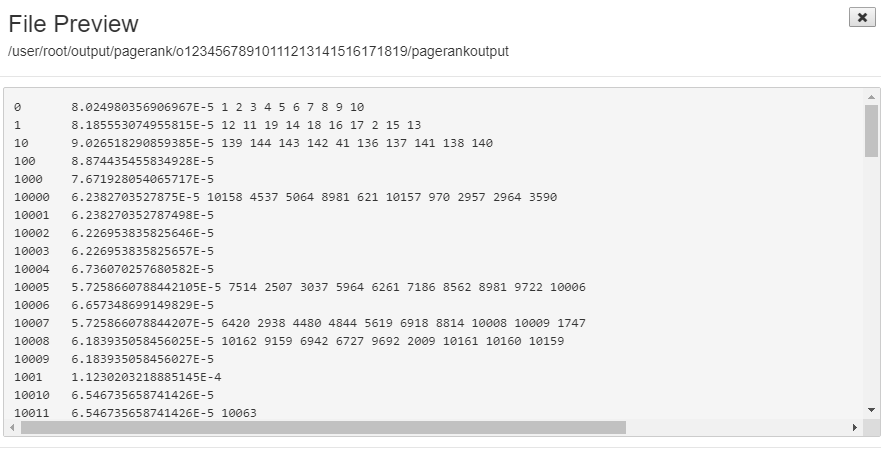 File Preview
/user/root/output/pagerank/o12345678910111213141516171819/pagerankoutput
0 8.024980356906967E-5 1 2 3 4 5 6 7 8 9 10
1 8.185553074955815E-5 12 11 19 14 18 16 17 2 15 13
10 9.026518290859385E-5 139 144 143 142 41 136 137 141 138 140
100 8.874435455834928E-5
1000 7.671928054065717E-5
10000 6.2382703527875E-5 10158 4537 5064 8981 621 10157 970 2957 2964 3590
10001 6.238270352787498E-5
10002 6.226953835825646E-5
10003 6.226953835825657E-5
10004 6.736070257680582E-5
10005 5.7258660788442105E-5 7514 2507 3037 5964 6261 7186 8562 8981 9722 10006
10006 6.657348699149829E-5
10007 5.725866078844207E-5 6420 2938 4480 4844 5619 6918 8814 10008 10009 1747
10008 6.183935058456025E-5 10162 9159 6942 6727 9692 2009 10161 10160 10159
10009 6.183935058456027E-5
1001 1.1230203218885145E-4
10010 6.546735658741426E-5
10011 6.546735658741426E-5 10063